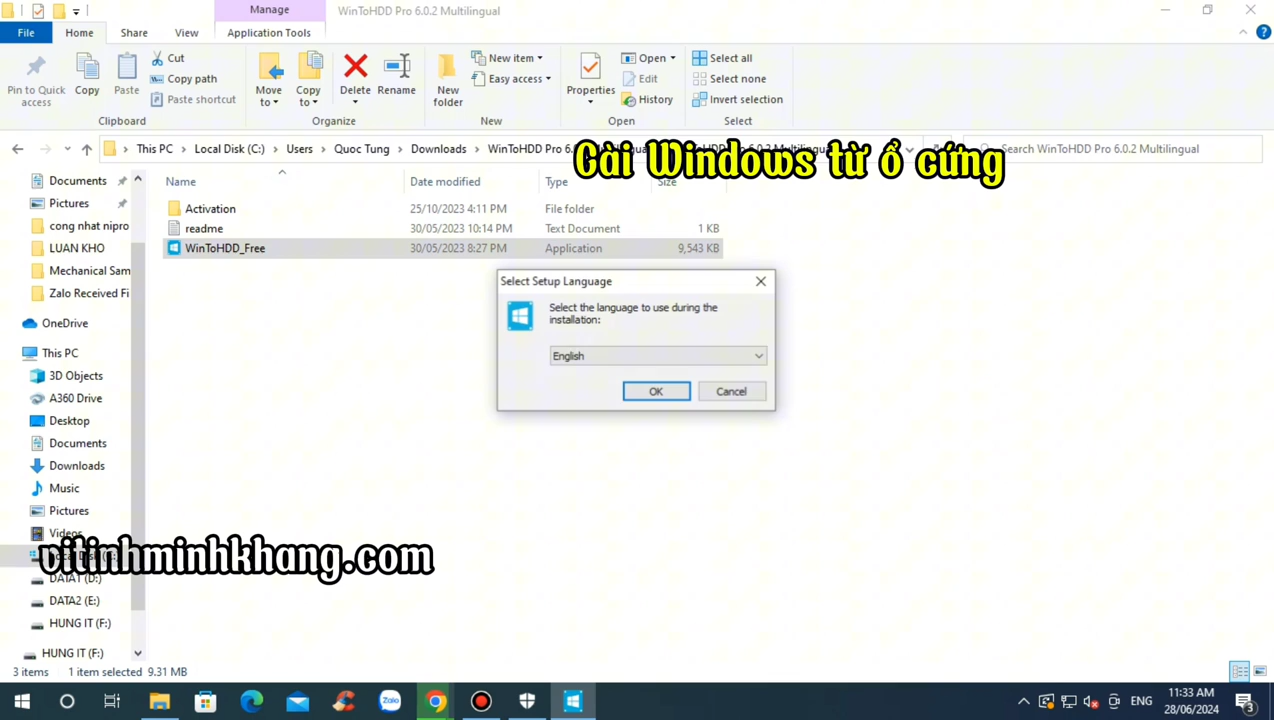 Manage
WinToHDD Pro 6.0.2 Multilingual
File
Home
Share
View
Application Tools
Pin to Quick access
Copy
Paste
Cut
Copy path
Paste shortcut
Clipboard
Move to
Copy to
Delete
Rename
Organize
New folder
New item
Easy access
New
Properties
Open
Edit
History
Open
Select all
Select none
Invert selection
Select
This PC > Local Disk (C:) > Users > Quoc Tung > Downloads > WinToHDD Pro 6.
Search WinToHDD Pro 6.0.2 Multilingual
Cài Windows từ ổ cứng
Name
Date modified
Type
Size
Activation 25/10/2023 4:11 PM File folder
readme 30/05/2023 10:14 PM Text Document 1 KB
WinToHDD_Free 30/05/2023 8:27 PM Application 9,543 KB
Documents
Pictures
cong nhat nipro
LUAN KHO
Mechanical Sam
Zalo Received Fi
OneDrive
This PC
3D Objects
A360 Drive
Desktop
Documents
Downloads
Music
Pictures
Videos
DATA1 (D:)
DATA2 (E:)
HUNG IT (F:)
HUNG IT (F:)
Select Setup Language
Select the language to use during the
installation:
English
OK
Cancel
vitinhminhkhang.com
3 items
1 item selected 9.31 MB
Zalo
ENG
11:33 AM
28/06/2024
3